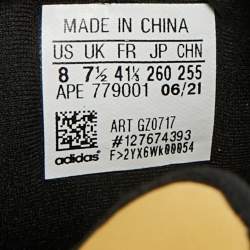 MADE IN CHINA
US UK FR JP CHN
8 7½ 41⅓ 260 255
APE 779001 06/21
ART GZ0717
#127674393
adidas F>2YX6Wk00054